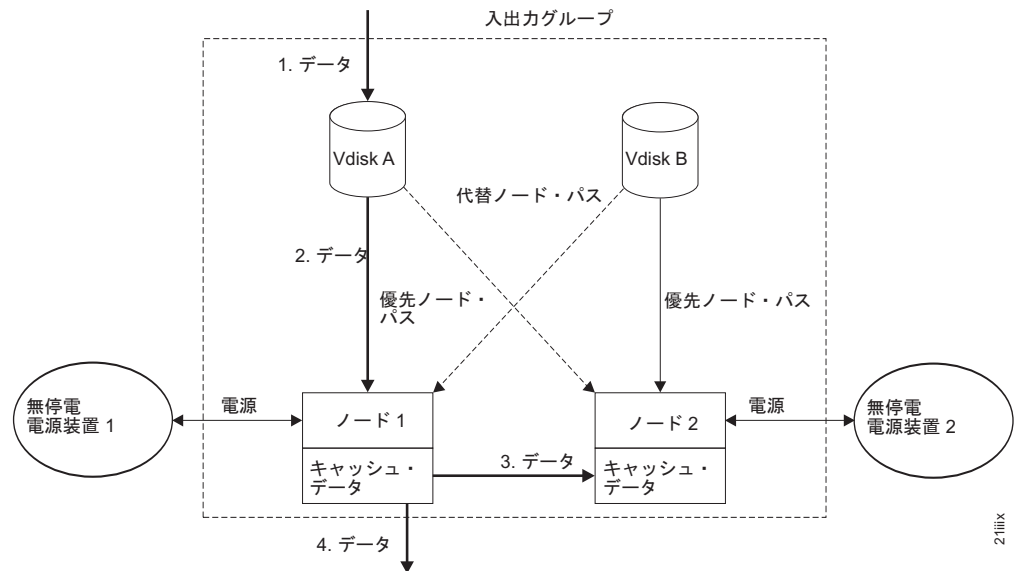 入出力グループ
1. データ
Vdisk A
Vdisk B
代替ノード・パス
2. データ
優先ノード・
パス
優先ノード・パス
無停電
電源装置 1
電源
ノード 1
ノード 2
電源
無停電
電源装置 2
キャッシュ・
データ
3. データ
キャッシュ・
データ
4. データ
21iiix